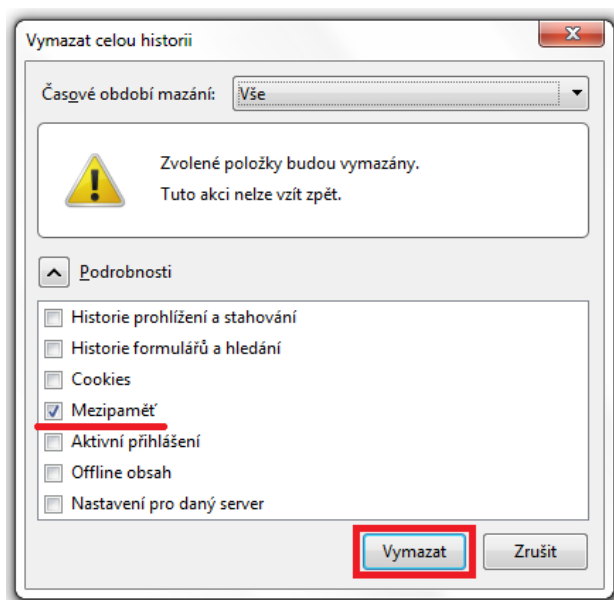 Vymazat celou historii
Časové období mazání: Vše
Zvolené položky budou vymazány.
Tuto akci nelze vzít zpět.
Podrobnosti
Historie prohlížení a stahování
Historie formulářů a hledání
Cookies
Mezipaměť
Aktivní přihlášení
Offline obsah
Nastavení pro daný server
Vymazat Zrušit